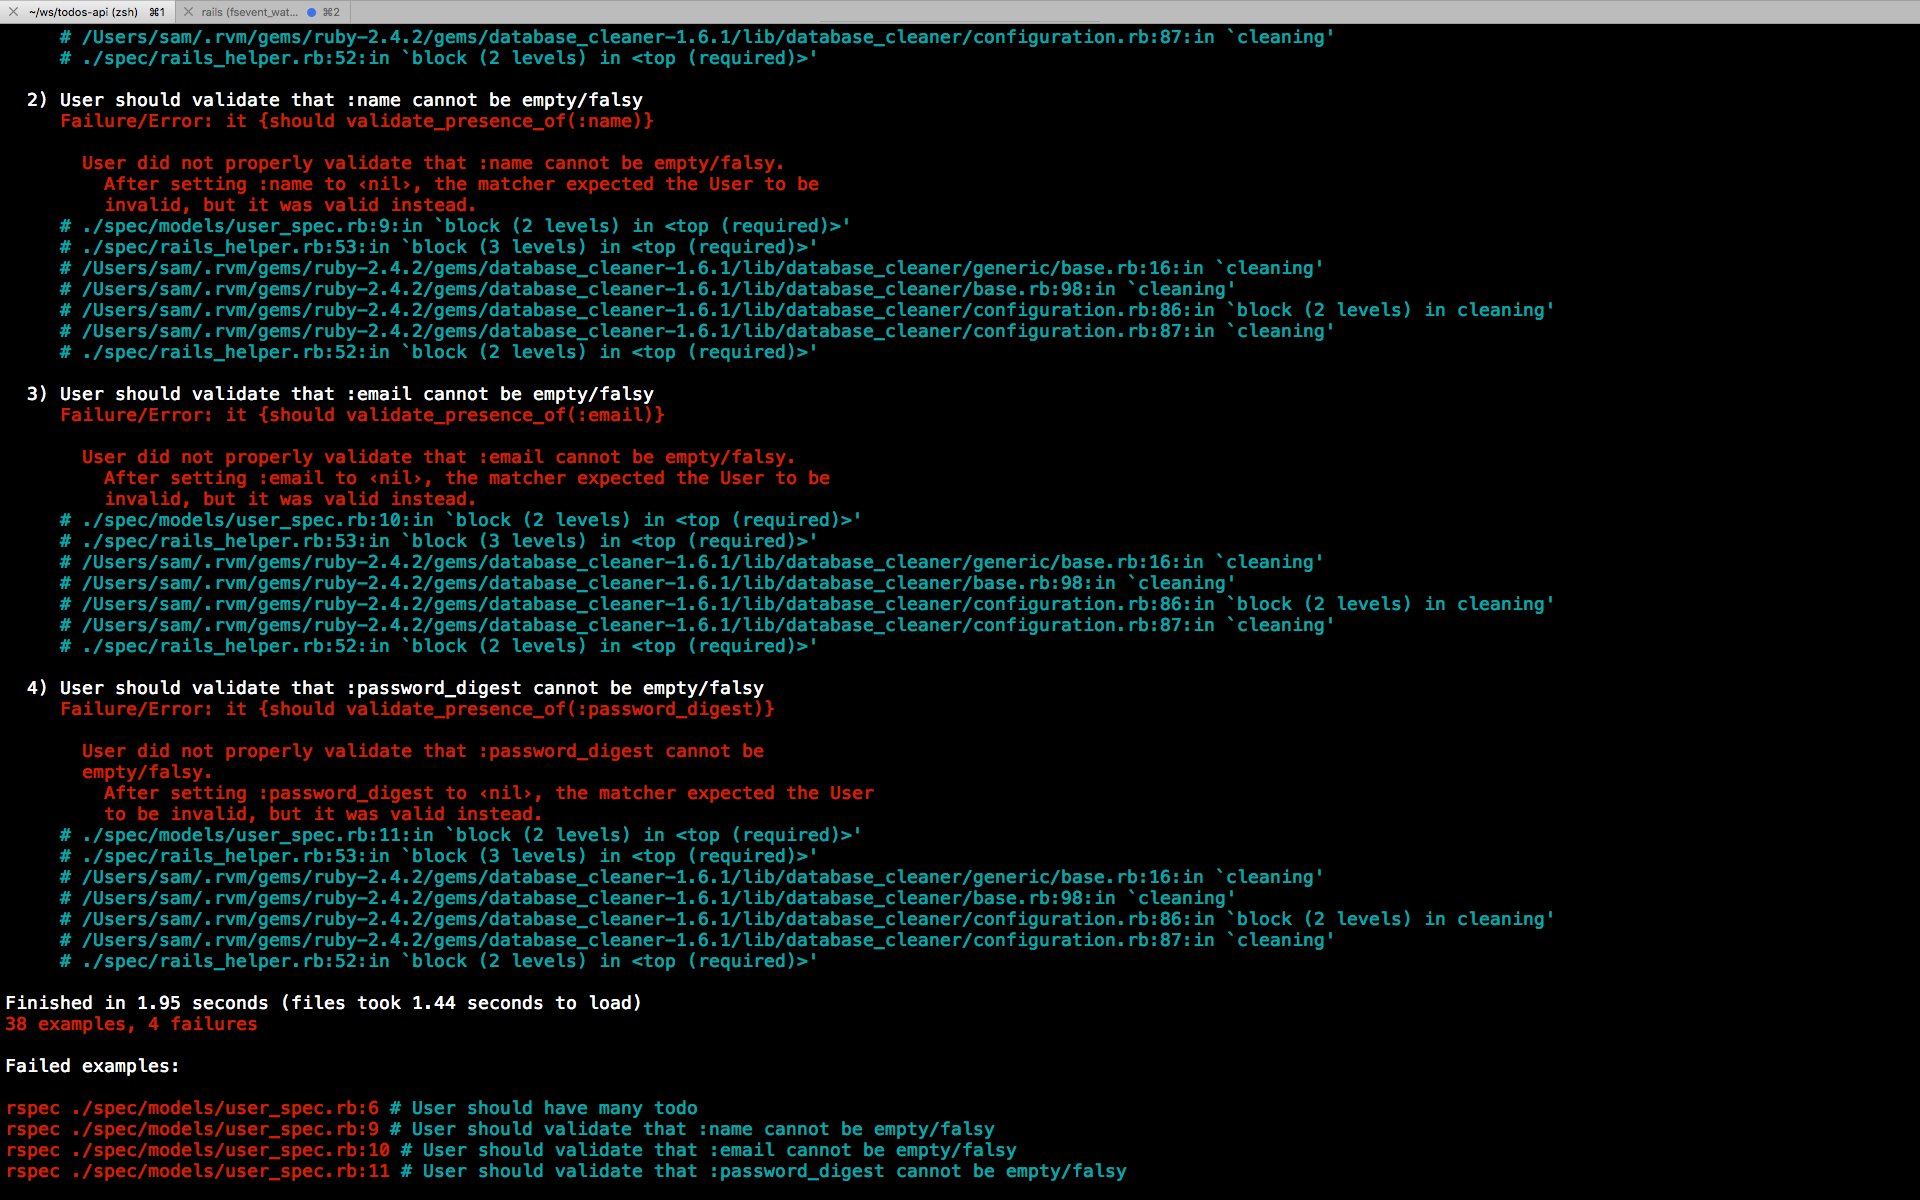 ~/ws/todos-api (zsh) ⌘1
rails (fsevent_wat... ⌘2
# /Users/sam/.rvm/gems/ruby-2.4.2/gems/database_cleaner-1.6.1/lib/database_cleaner/configuration.rb:87:in `cleaning'
# ./spec/rails_helper.rb:52:in `block (2 levels) in <top (required)>'
2) User should validate that :name cannot be empty/falsy
Failure/Error: it {should validate_presence_of(:name)}
User did not properly validate that :name cannot be empty/falsy.
After setting :name to ‹nil›, the matcher expected the User to be
invalid, but it was valid instead.
# ./spec/models/user_spec.rb:9:in `block (2 levels) in <top (required)>'
# ./spec/rails_helper.rb:53:in `block (3 levels) in <top (required)>'
# /Users/sam/.rvm/gems/ruby-2.4.2/gems/database_cleaner-1.6.1/lib/database_cleaner/generic/base.rb:16:in `cleaning'
# /Users/sam/.rvm/gems/ruby-2.4.2/gems/database_cleaner-1.6.1/lib/database_cleaner/base.rb:98:in `cleaning'
# /Users/sam/.rvm/gems/ruby-2.4.2/gems/database_cleaner-1.6.1/lib/database_cleaner/configuration.rb:86:in `block (2 levels) in cleaning'
# /Users/sam/.rvm/gems/ruby-2.4.2/gems/database_cleaner-1.6.1/lib/database_cleaner/configuration.rb:87:in `cleaning'
# ./spec/rails_helper.rb:52:in `block (2 levels) in <top (required)>'
3) User should validate that :email cannot be empty/falsy
Failure/Error: it {should validate_presence_of(:email)}
User did not properly validate that :email cannot be empty/falsy.
After setting :email to ‹nil›, the matcher expected the User to be
invalid, but it was valid instead.
# ./spec/models/user_spec.rb:10:in `block (2 levels) in <top (required)>'
# ./spec/rails_helper.rb:53:in `block (3 levels) in <top (required)>'
# /Users/sam/.rvm/gems/ruby-2.4.2/gems/database_cleaner-1.6.1/lib/database_cleaner/generic/base.rb:16:in `cleaning'
# /Users/sam/.rvm/gems/ruby-2.4.2/gems/database_cleaner-1.6.1/lib/database_cleaner/base.rb:98:in `cleaning'
# /Users/sam/.rvm/gems/ruby-2.4.2/gems/database_cleaner-1.6.1/lib/database_cleaner/configuration.rb:86:in `block (2 levels) in cleaning'
# /Users/sam/.rvm/gems/ruby-2.4.2/gems/database_cleaner-1.6.1/lib/database_cleaner/configuration.rb:87:in `cleaning'
# ./spec/rails_helper.rb:52:in `block (2 levels) in <top (required)>'
4) User should validate that :password_digest cannot be empty/falsy
Failure/Error: it {should validate_presence_of(:password_digest)}
User did not properly validate that :password_digest cannot be
empty/falsy.
After setting :password_digest to ‹nil›, the matcher expected the User
to be invalid, but it was valid instead.
# ./spec/models/user_spec.rb:11:in `block (2 levels) in <top (required)>'
# ./spec/rails_helper.rb:53:in `block (3 levels) in <top (required)>'
# /Users/sam/.rvm/gems/ruby-2.4.2/gems/database_cleaner-1.6.1/lib/database_cleaner/generic/base.rb:16:in `cleaning'
# /Users/sam/.rvm/gems/ruby-2.4.2/gems/database_cleaner-1.6.1/lib/database_cleaner/base.rb:98:in `cleaning'
# /Users/sam/.rvm/gems/ruby-2.4.2/gems/database_cleaner-1.6.1/lib/database_cleaner/configuration.rb:86:in `block (2 levels) in cleaning'
# /Users/sam/.rvm/gems/ruby-2.4.2/gems/database_cleaner-1.6.1/lib/database_cleaner/configuration.rb:87:in `cleaning'
# ./spec/rails_helper.rb:52:in `block (2 levels) in <top (required)>'
Finished in 1.95 seconds (files took 1.44 seconds to load)
38 examples, 4 failures
Failed examples:
rspec ./spec/models/user_spec.rb:6 # User should have many todo
rspec ./spec/models/user_spec.rb:9 # User should validate that :name cannot be empty/falsy
rspec ./spec/models/user_spec.rb:10 # User should validate that :email cannot be empty/falsy
rspec ./spec/models/user_spec.rb:11 # User should validate that :password_digest cannot be empty/falsy